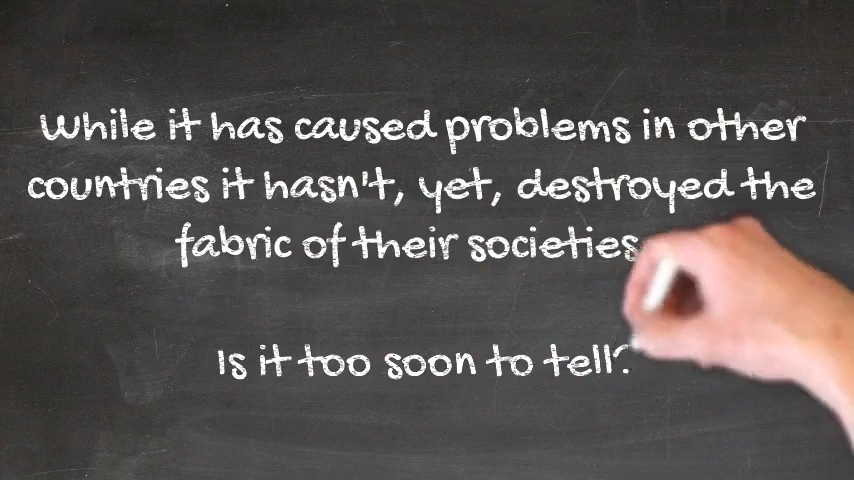 While it has caused problems in other
countries it hasn't, yet, destroyed the
fabric of their societies
Is it too soon to tell?